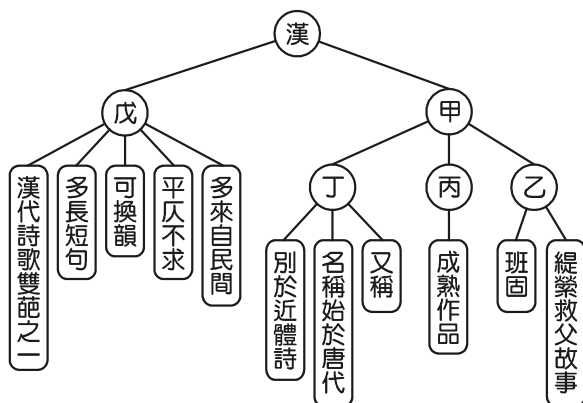 漢
戊
甲
丁
丙
乙
漢代詩歌雙葩之一
多長短句
可換韻
平仄不求
多來自民間
別於近體詩
名稱始於唐代
又稱
成熟作品
班固
緹縈救父故事